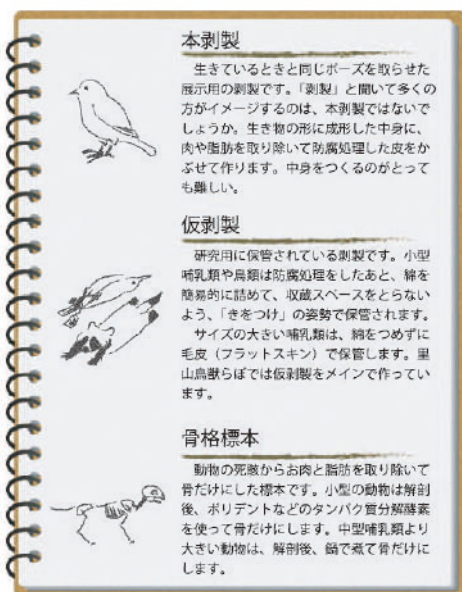 本剥製
生きているときと同じポーズを取らせた
展示用の剥製です。「剥製」と聞いて多くの
方がイメージするのは、本剥製ではないで
しょうか。生き物の形に成形した中身に、
肉や脂肪を取り除いて防腐処理した皮をか
ぶせて作ります。中身をつくるのがとって
も難しい。
仮剥製
研究用に保管されている剥製です。小型
哺乳類や鳥類は防腐処理をしたあと、綿を
簡易的に詰めて、収蔵スペースをとらない
よう、「きをつけ」の姿勢で保管されます。
サイズの大きい哺乳類は、綿をつめずに
毛皮（フラットスキン）で保管します。里
山鳥獣らぼでは仮剥製をメインで作ってい
ます。
骨格標本
動物の死骸からお肉と脂肪を取り除いて
骨だけにした標本です。小型の動物は解剖
後、ポリデントなどのタンパク質分解酵素
を使って骨だけにします。中型哺乳類より
大きい動物は、解剖後、鍋で煮て骨だけに
します。